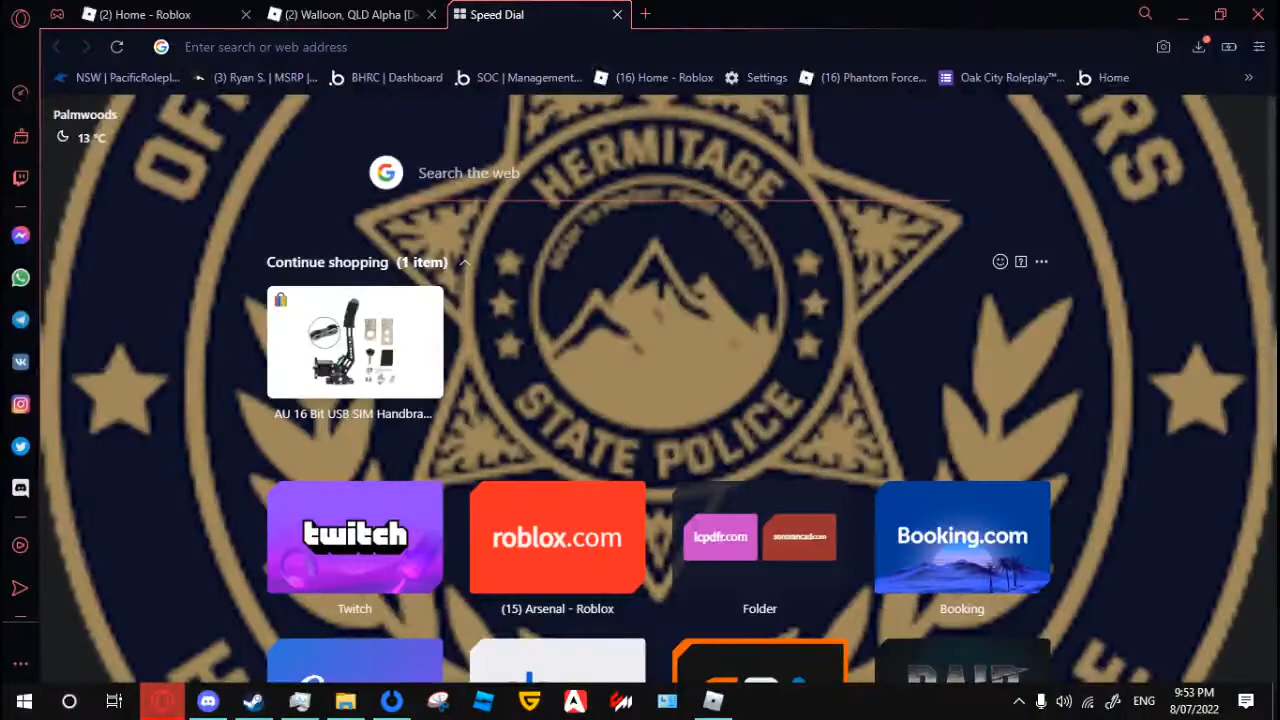 (2) Home - Roblox
(2) Walloon, QLD Alpha [D
Speed Dial
Enter search or web address
NSW | PacificRolepl...
(3) Ryan S. | MSRP |...
BHRC | Dashboard
SOC | Management...
(16) Home - Roblox
Settings
(16) Phantom Force...
Oak City Roleplay™...
Home
Palmwoods
13 °C
HERMITAGE
STATE POLICE
Search the web
Continue shopping (1 item)
AU 16 Bit USB SIM Handbra...
twitch
roblox.com
lcpdfr.com
sonorancad.com
Booking.com
Twitch
(15) Arsenal - Roblox
Folder
Booking
ENG
9:53 PM
8/07/2022